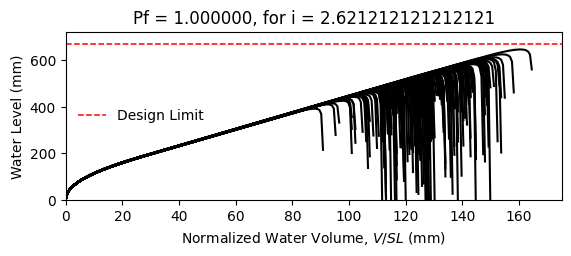 Pf = 1.000000, for i = 2.621212121212121
Water Level (mm)
600
400
200
0
Design Limit
0 20 40 60 80 100 120 140 160
Normalized Water Volume, V/SL (mm)